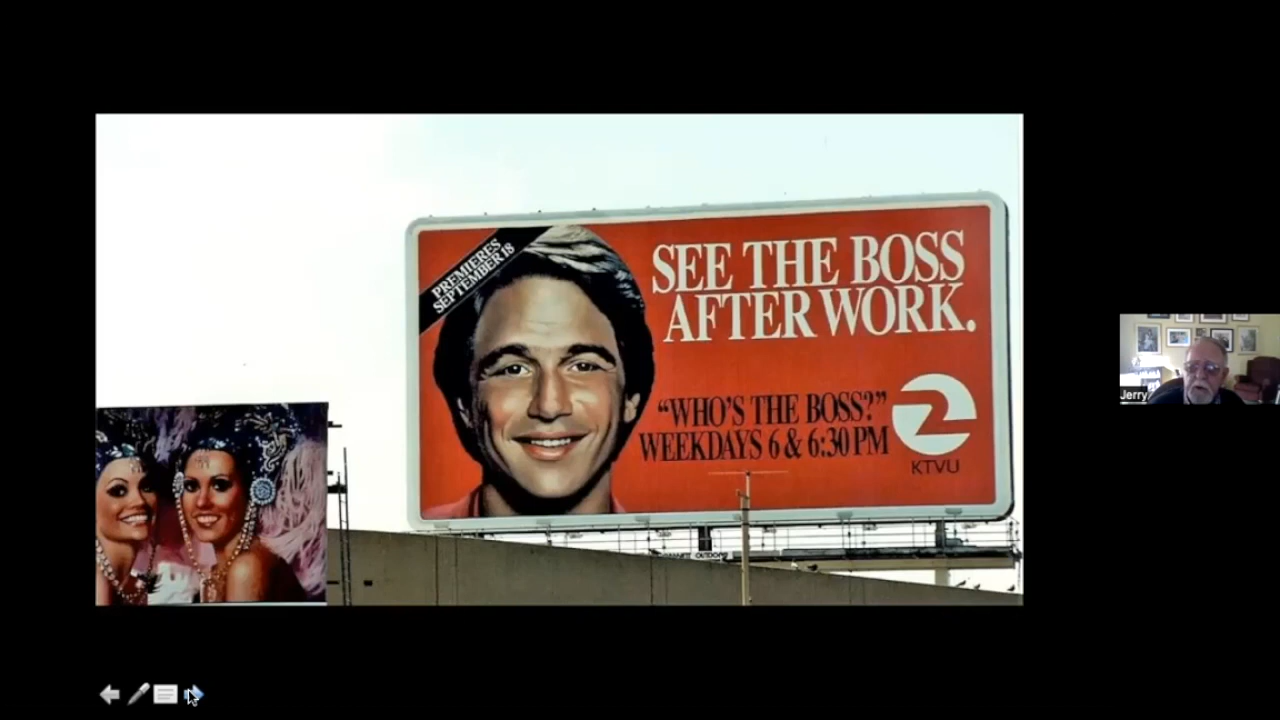 PREMIERES
SEPTEMBER 18
SEE THE BOSS
AFTER WORK.
“WHO'S THE BOSS?”
WEEKDAYS 6 & 6:30 PM
2
KTVU
OUTDOOR
Jerry